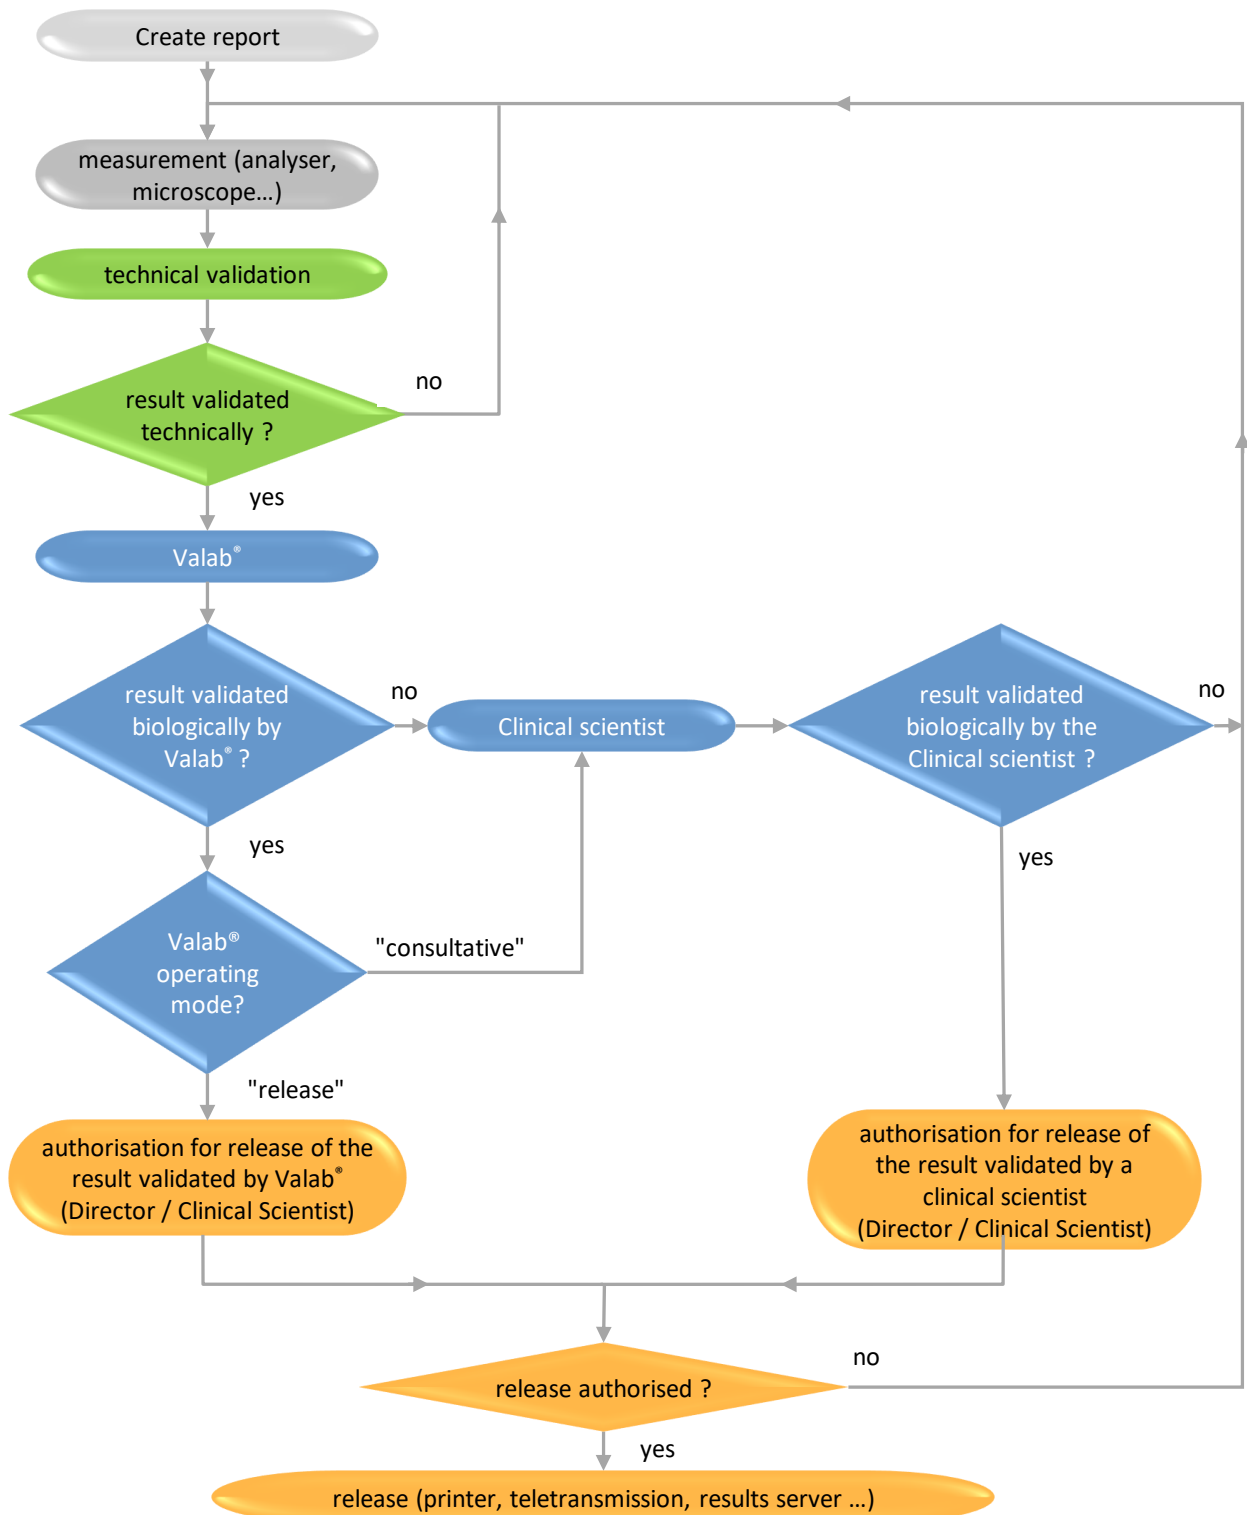 Create report
measurement (analyser,
microscope...)
technical validation
result validated
technically ?
no
yes
Valab®
result validated
biologically by
Valab® ?
no
Clinical scientist
result validated
biologically by the
Clinical scientist ?
no
yes
yes
Valab®
operating
mode?
"consultative"
"release"
authorisation for release of the
result validated by Valab®
(Director / Clinical Scientist)
authorisation for release of
the result validated by a
clinical scientist
(Director / Clinical Scientist)
release authorised ?
no
yes
release (printer, teletransmission, results server ...)